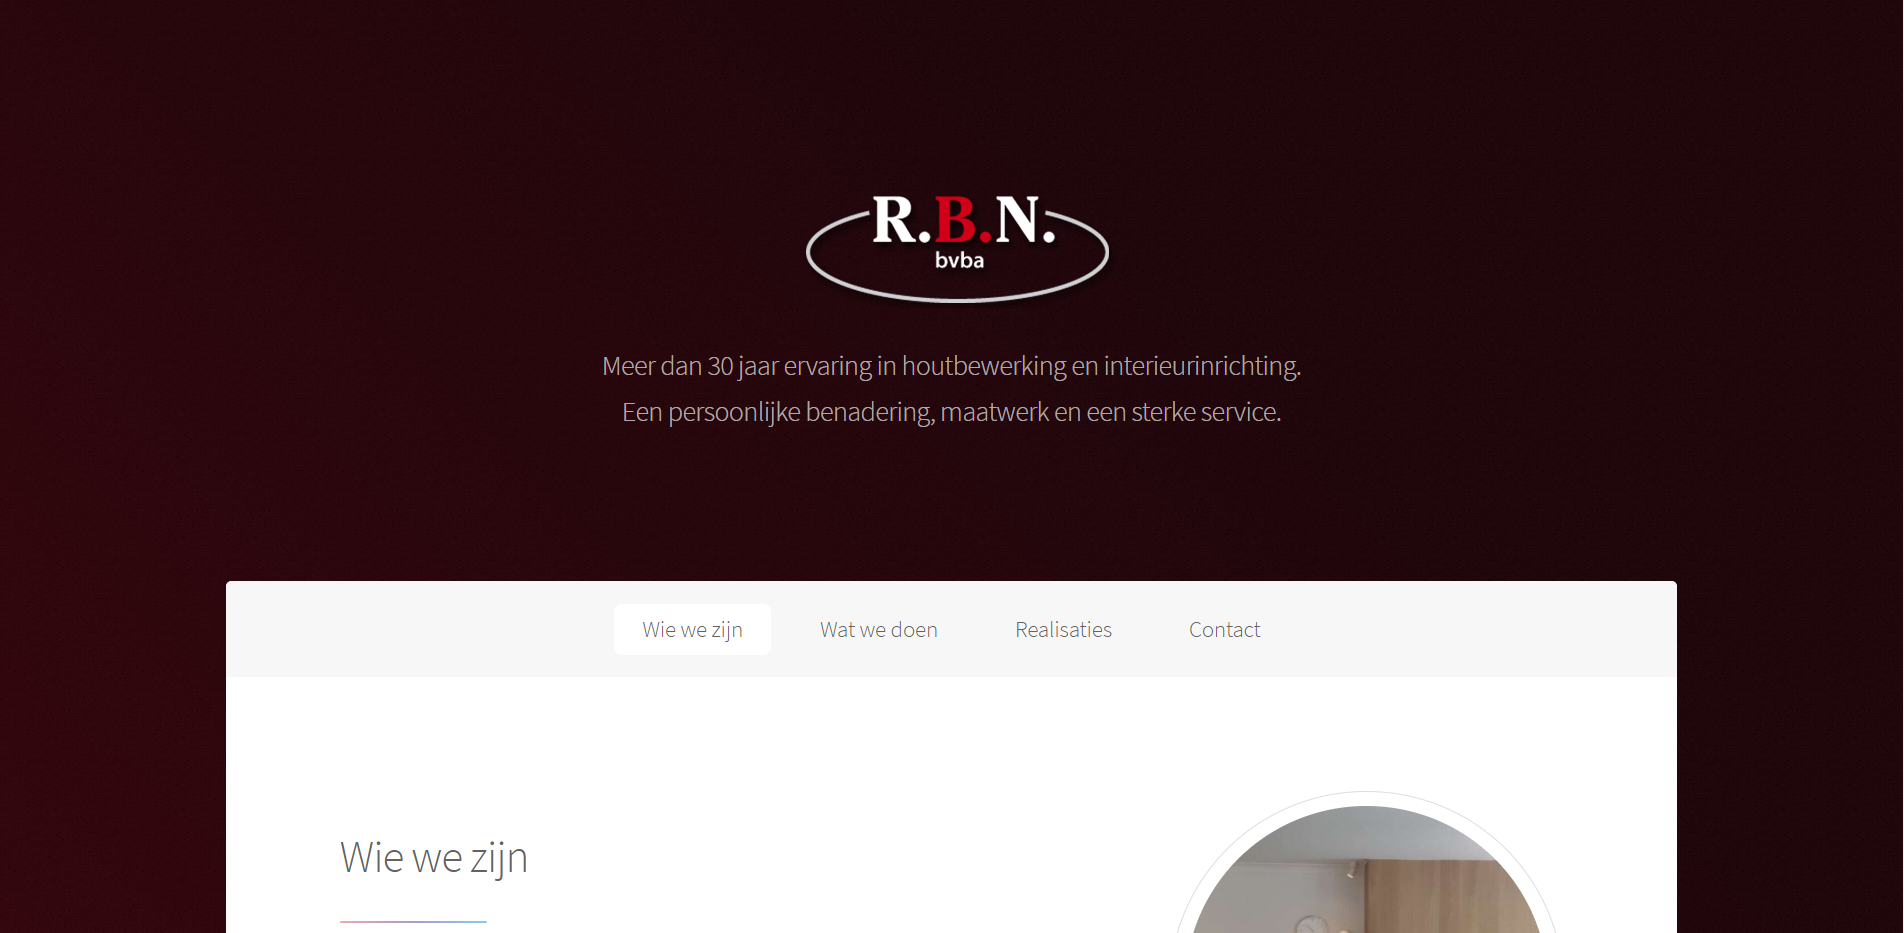 R.B.N.
bvba
Meer dan 30 jaar ervaring in houtbewerking en interieurinrichting.
Een persoonlijke benadering, maatwerk en een sterke service.
Wie we zijn
Wat we doen
Realisaties
Contact
Wie we zijn